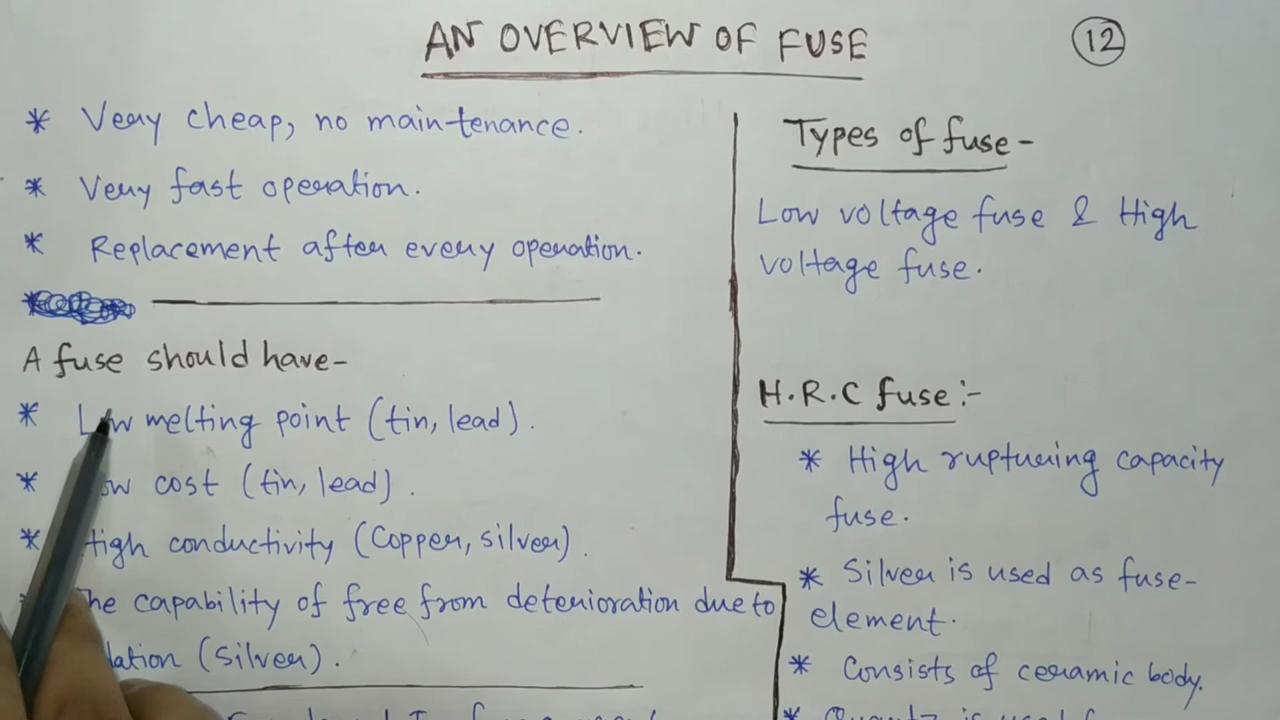 AN OVERVIEW OF FUSE
12
* Very cheap, no maintenance.
* Very fast operation.
* Replacement after every operation.
A fuse should have-
* Low melting point (tin, lead).
* Low cost (tin, lead).
* High conductivity (Copper, silver).
The capability of free from deterioration due to
(silver).
Types of fuse-
Low voltage fuse & High
voltage fuse.
H.R.C fuse:-
* High rupturing capacity
fuse.
* Silver is used as fuse-
element.
* Consists of ceramic body.